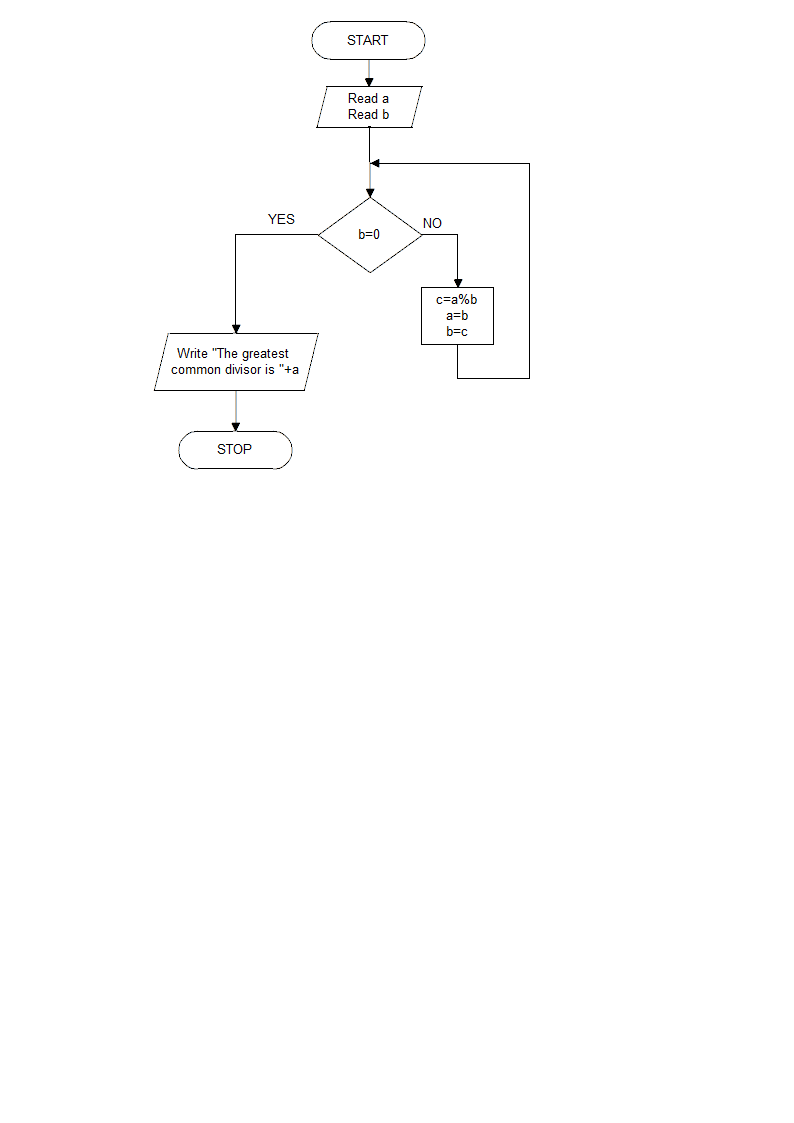 START
Read a
Read b
b=0
YES
NO
c=a%b
a=b
b=c
Write "The greatest
common divisor is "+a
STOP